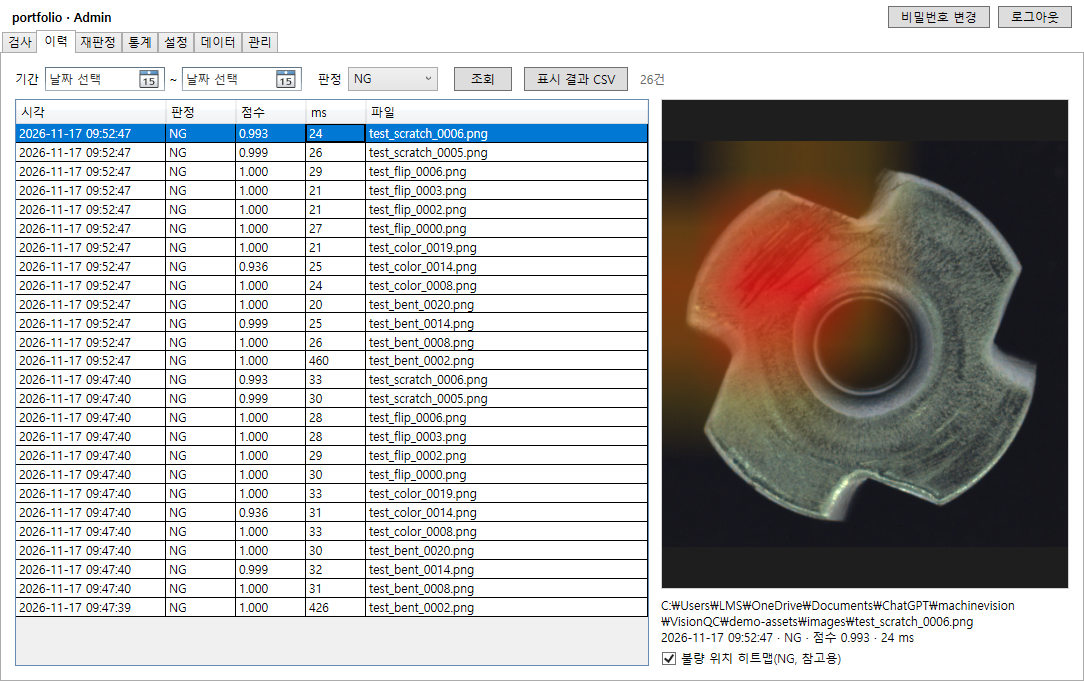 portfolio · Admin
비밀번호 변경 로그아웃
검사 이력 재판정 통계 설정 데이터 관리
기간 날짜 선택 15 ~ 날짜 선택 15 판정 NG 조회 표시 결과 CSV 26건
시각 판정 점수 ms 파일
2026-11-17 09:52:47 NG 0.993 24 test_scratch_0006.png
2026-11-17 09:52:47 NG 0.999 26 test_scratch_0005.png
2026-11-17 09:52:47 NG 1.000 29 test_flip_0006.png
2026-11-17 09:52:47 NG 1.000 21 test_flip_0003.png
2026-11-17 09:52:47 NG 1.000 21 test_flip_0002.png
2026-11-17 09:52:47 NG 1.000 27 test_flip_0000.png
2026-11-17 09:52:47 NG 1.000 21 test_color_0019.png
2026-11-17 09:52:47 NG 0.936 25 test_color_0014.png
2026-11-17 09:52:47 NG 1.000 24 test_color_0008.png
2026-11-17 09:52:47 NG 1.000 20 test_bent_0020.png
2026-11-17 09:52:47 NG 0.999 25 test_bent_0014.png
2026-11-17 09:52:47 NG 1.000 26 test_bent_0008.png
2026-11-17 09:52:47 NG 1.000 460 test_bent_0002.png
2026-11-17 09:47:40 NG 0.993 33 test_scratch_0006.png
2026-11-17 09:47:40 NG 0.999 30 test_scratch_0005.png
2026-11-17 09:47:40 NG 1.000 28 test_flip_0006.png
2026-11-17 09:47:40 NG 1.000 28 test_flip_0003.png
2026-11-17 09:47:40 NG 1.000 29 test_flip_0002.png
2026-11-17 09:47:40 NG 1.000 30 test_flip_0000.png
2026-11-17 09:47:40 NG 1.000 33 test_color_0019.png
2026-11-17 09:47:40 NG 0.936 31 test_color_0014.png
2026-11-17 09:47:40 NG 1.000 33 test_color_0008.png
2026-11-17 09:47:40 NG 1.000 30 test_bent_0020.png
2026-11-17 09:47:40 NG 0.999 32 test_bent_0014.png
2026-11-17 09:47:40 NG 1.000 31 test_bent_0008.png
2026-11-17 09:47:39 NG 1.000 426 test_bent_0002.png
C:₩Users₩LMS₩OneDrive₩Documents₩ChatGPT₩machinevision
₩VisionQC₩demo-assets₩images₩test_scratch_0006.png
2026-11-17 09:52:47 · NG · 점수 0.993 · 24 ms
불량 위치 히트맵(NG, 참고용)